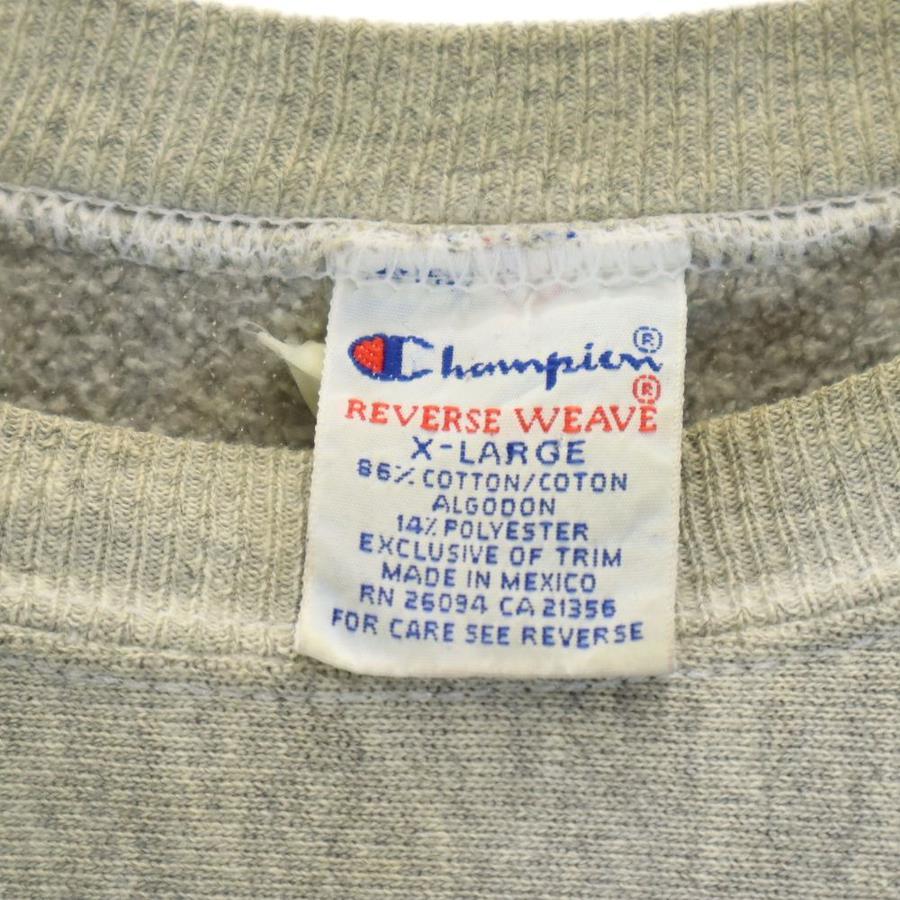 Champion ®
REVERSE WEAVE ®
X-LARGE
86% COTTON/COTON
ALGODON
14% POLYESTER
EXCLUSIVE OF TRIM
MADE IN MEXICO
RN 26094 CA 21356
FOR CARE SEE REVERSE